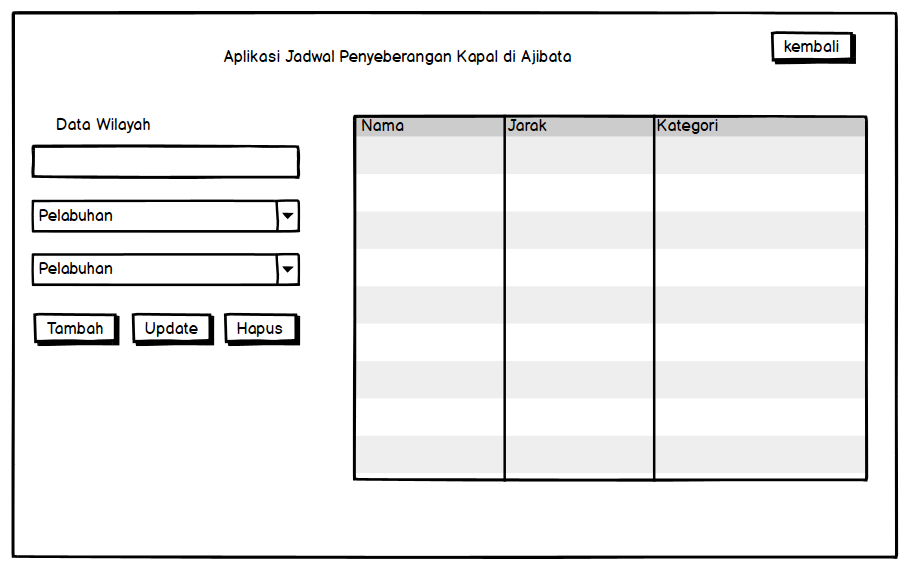 Aplikasi Jadwal Penyeberangan Kapal di Ajibata
kembali
Data Wilayah
Pelabuhan
Pelabuhan
Tambah Update Hapus
Nama Jarak Kategori